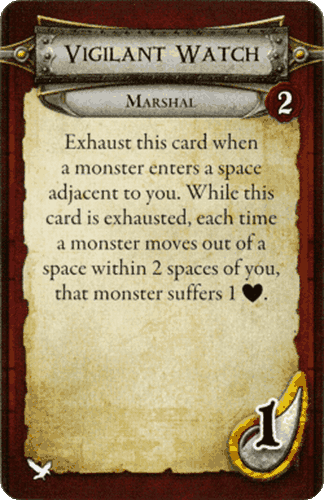 VIGILANT WATCH
MARSHAL
2
Exhaust this card when
a monster enters a space
adjacent to you. While this
card is exhausted, each time
a monster moves out of a
space within 2 spaces of you,
that monster suffers 1 ♥.
1